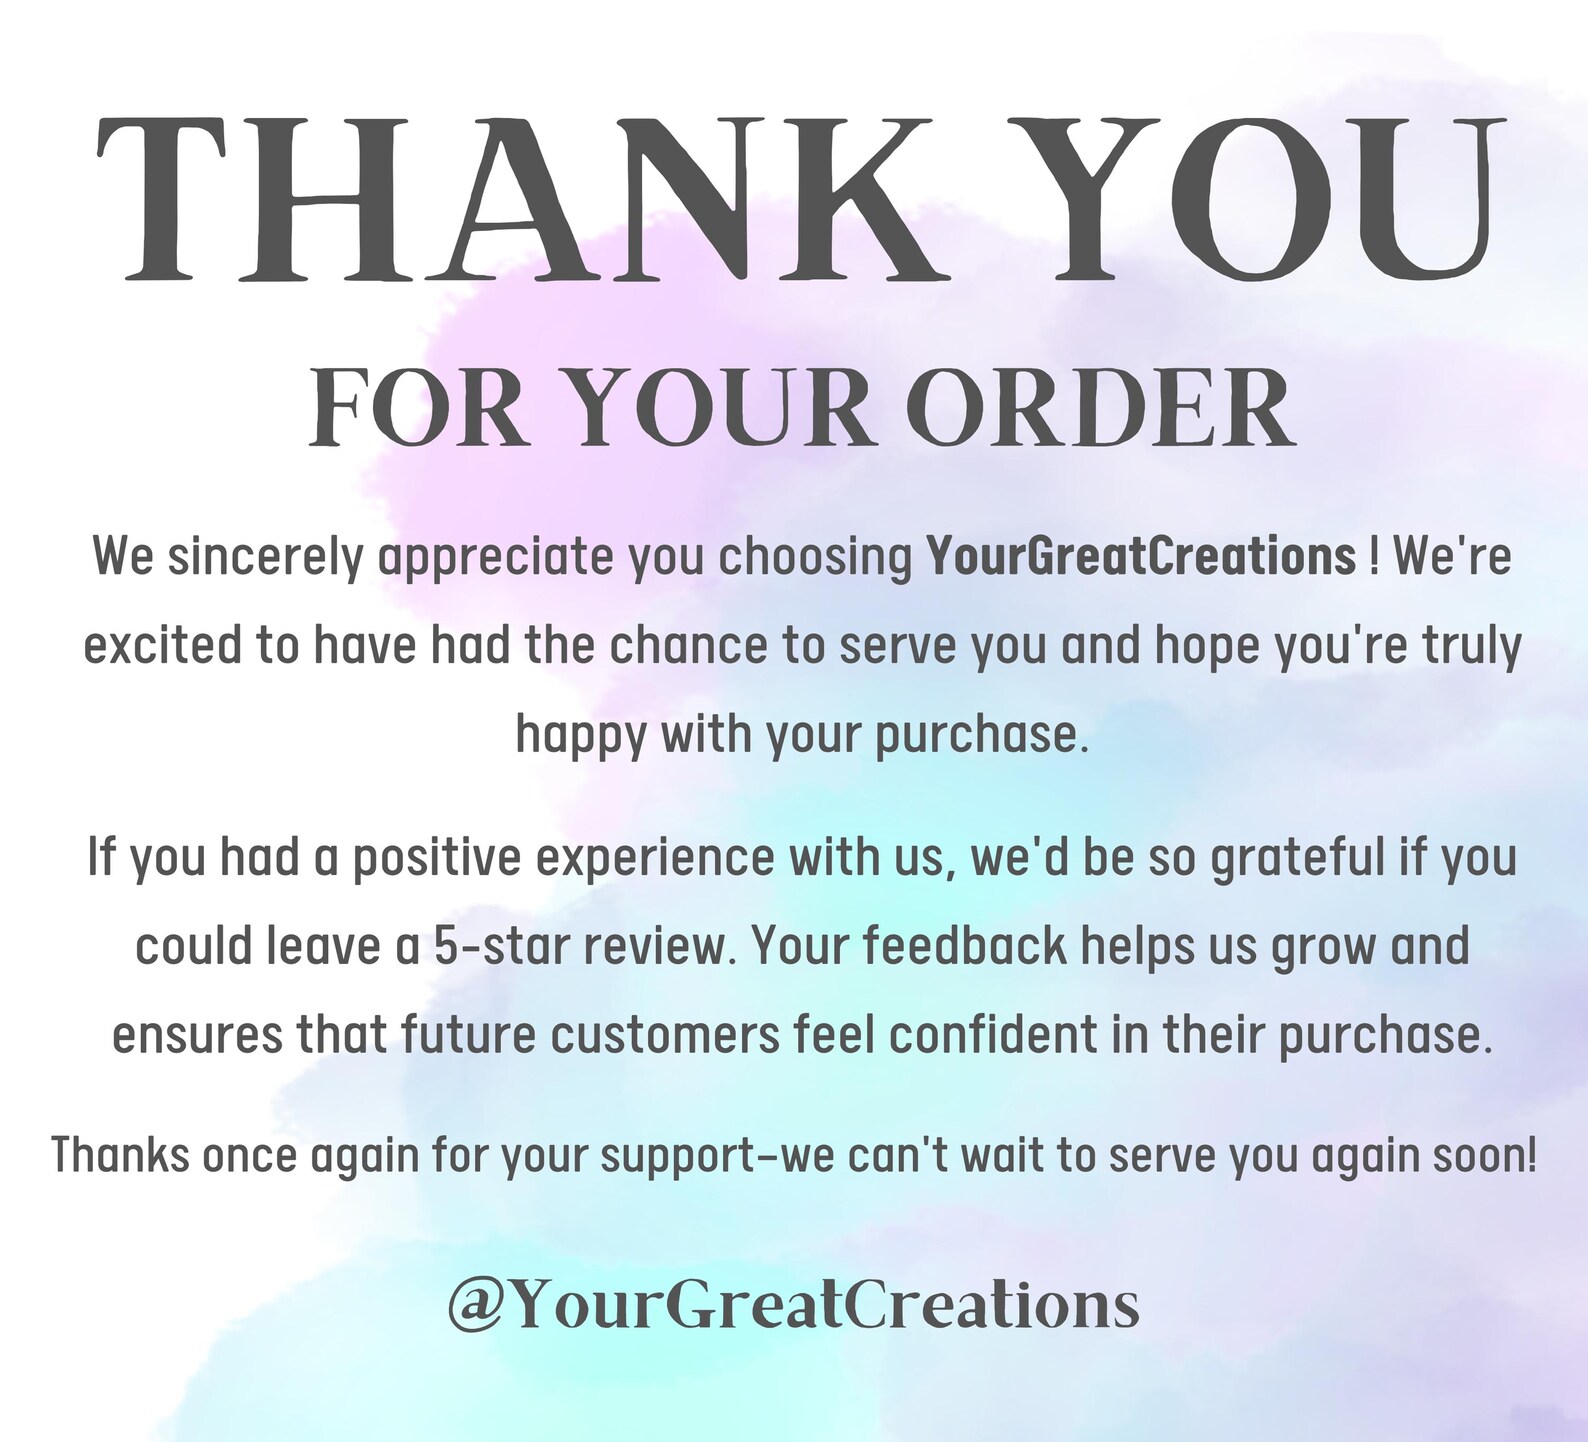 THANK YOU
FOR YOUR ORDER
We sincerely appreciate you choosing YourGreatCreations ! We're
excited to have had the chance to serve you and hope you're truly
happy with your purchase.
If you had a positive experience with us, we'd be so grateful if you
could leave a 5-star review. Your feedback helps us grow and
ensures that future customers feel confident in their purchase.
Thanks once again for your support–we can't wait to serve you again soon!
@YourGreatCreations